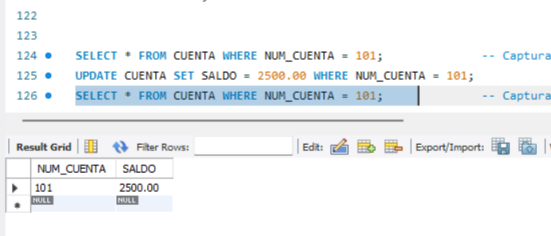 122
123
124 SELECT * FROM CUENTA WHERE NUM_CUENTA = 101; -- Captura
125 UPDATE CUENTA SET SALDO = 2500.00 WHERE NUM_CUENTA = 101;
126 SELECT * FROM CUENTA WHERE NUM_CUENTA = 101; -- Captura
Result Grid Filter Rows: Edit: Export/Import:
NUM_CUENTA SALDO
101 2500.00
NULL NULL